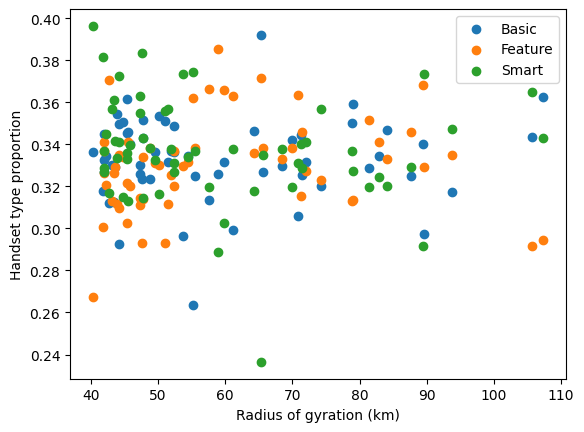 Basic
Feature
Smart
0.40
0.38
0.36
0.34
0.32
0.30
0.28
0.26
0.24
Handset type proportion
40 50 60 70 80 90 100 110
Radius of gyration (km)